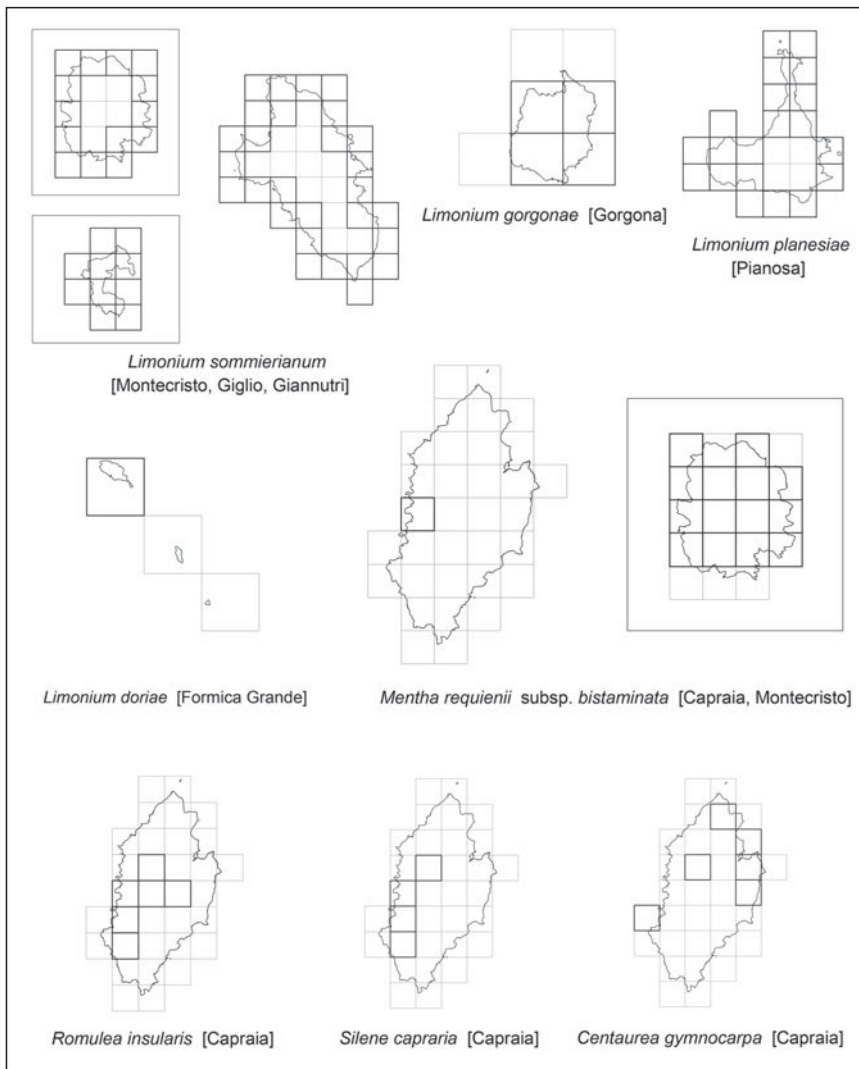 Limonium gorgonae [Gorgona]
Limonium planesiae
[Pianosa]
Limonium sommierianum
[Montecristo, Giglio, Giannutri]
Limonium doriae [Formica Grande]
Mentha requienii subsp. bistaminata [Capraia, Montecristo]
Romulea insularis [Capraia]
Silene capraria [Capraia]
Centaurea gymnocarpa [Capraia]